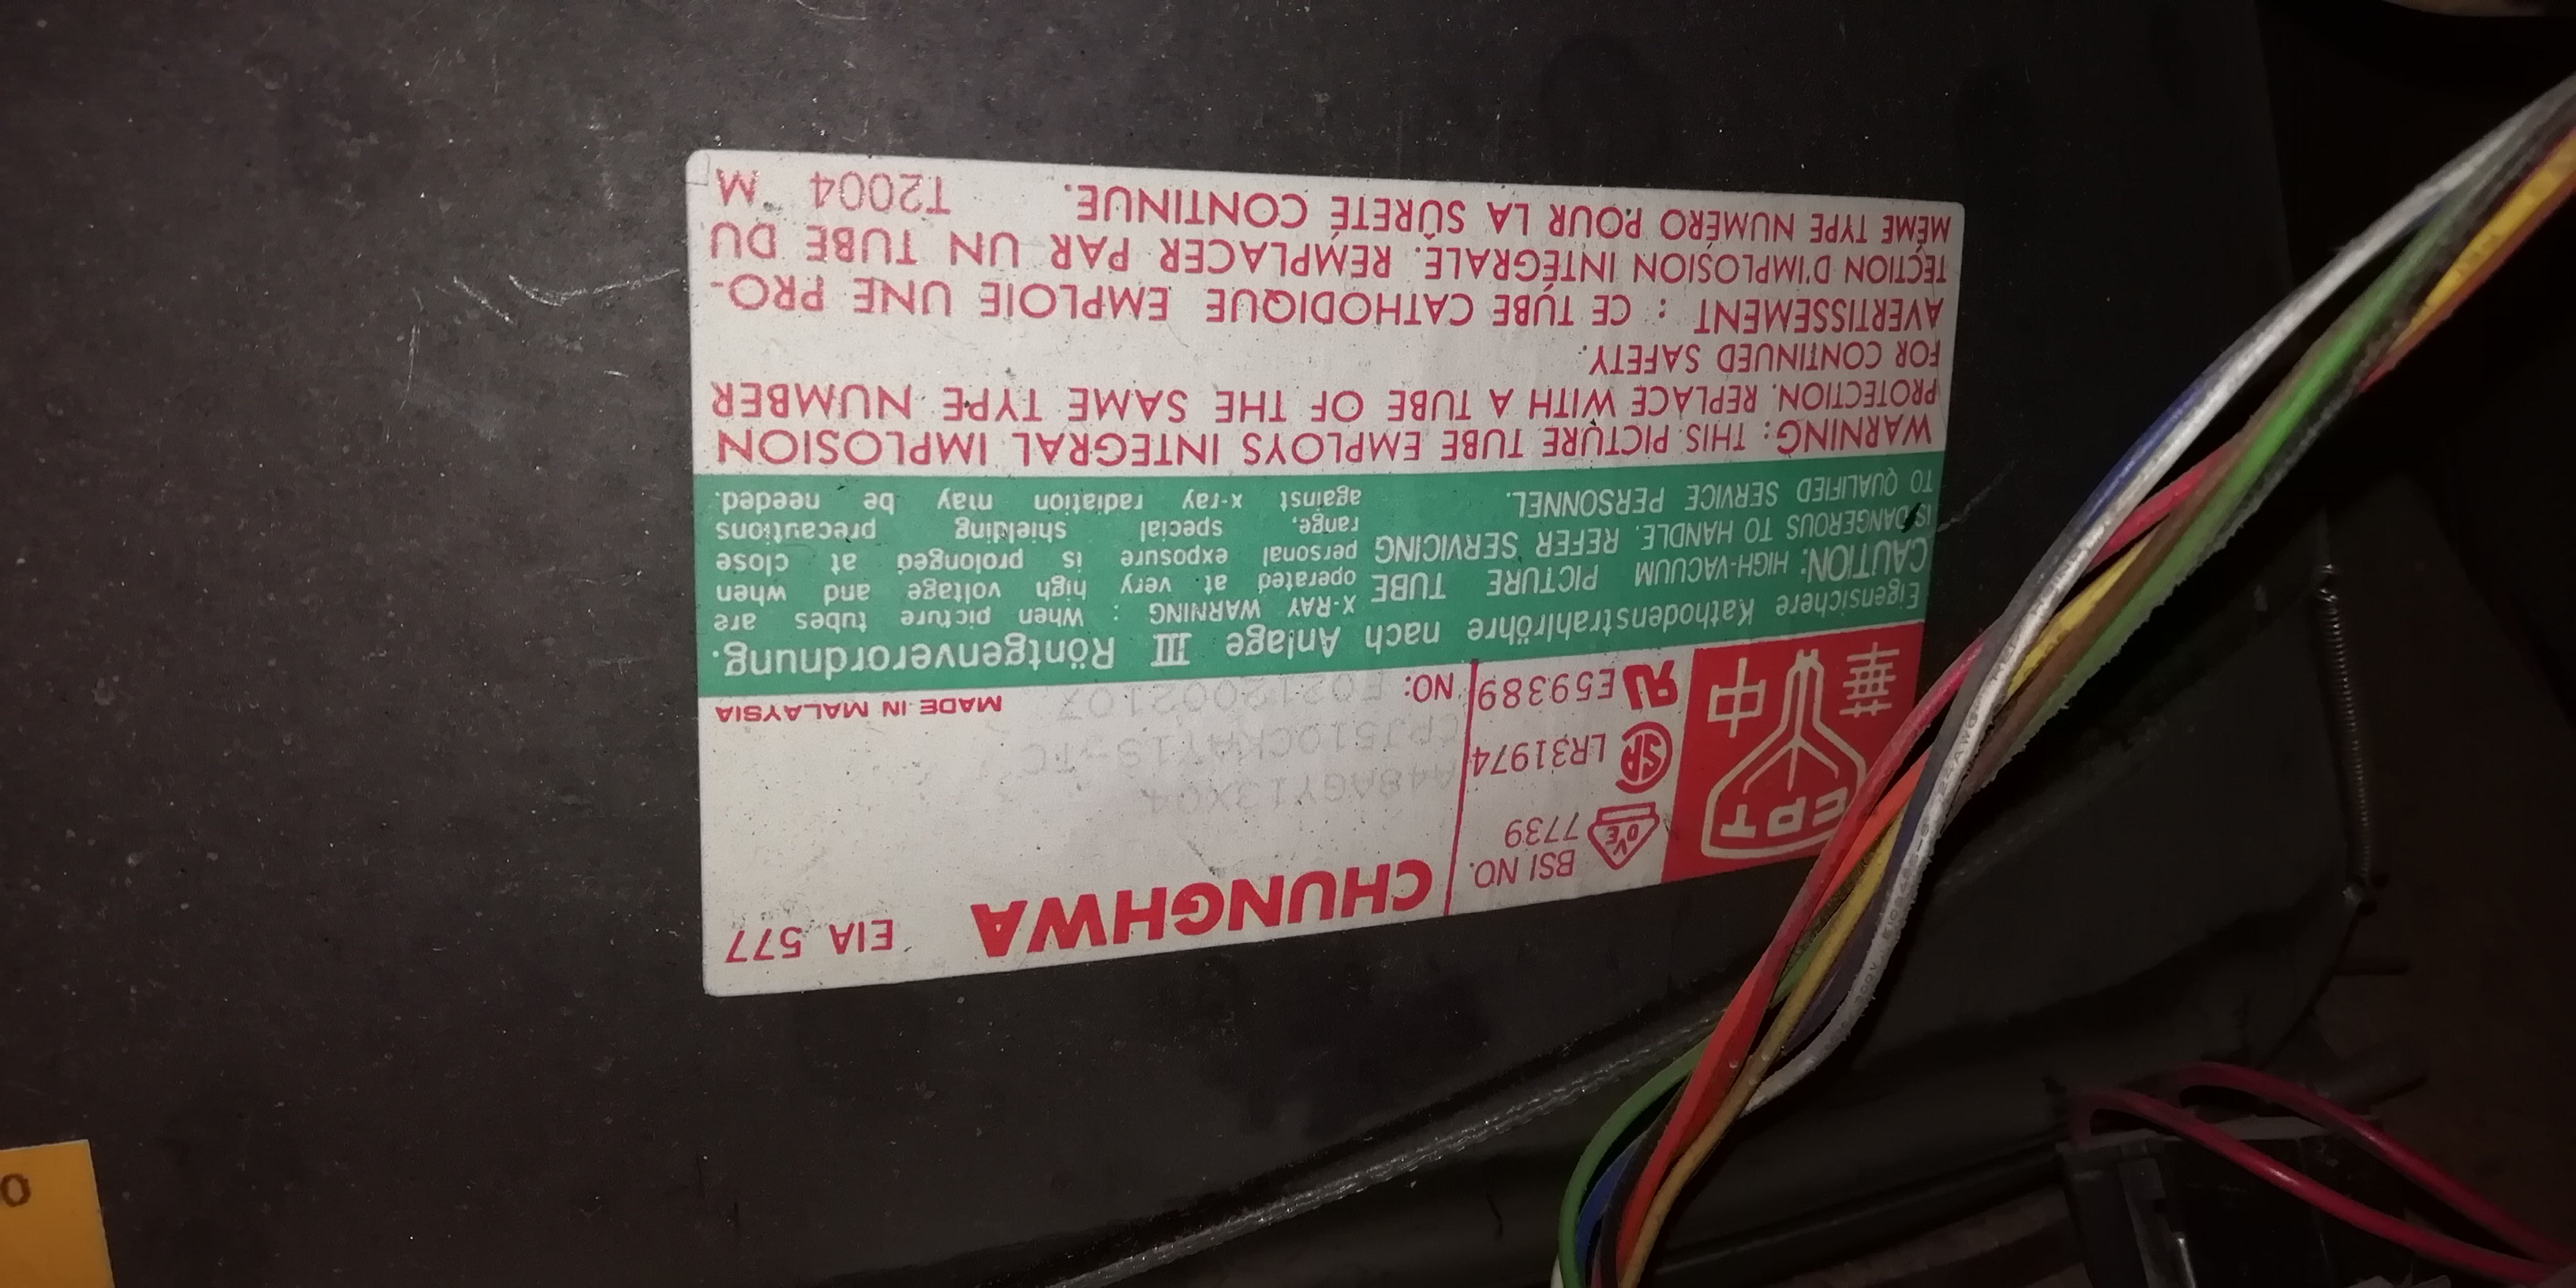 CHUNGHWA EIA 577
中 華
CPT
BSI NO.
7739
OVE
LR31974
E59389
A48AGY13X04
NO:
MADE IN MALAYSIA
Eigensichere Kathodenstrahlröhre nach Anlage III Röntgenverordnung.
CAUTION: HIGH-VACUUM PICTURE TUBE
IS DANGEROUS TO HANDLE. REFER SERVICING
TO QUALIFIED SERVICE PERSONNEL.
X-RAY WARNING : When picture tubes are
operated at very high voltage and when
personal exposure is prolonged at close
range, special shielding precautions
against x-ray radiation may be needed.
WARNING: THIS PICTURE TUBE EMPLOYS INTEGRAL IMPLOSION
PROTECTION. REPLACE WITH A TUBE OF THE SAME TYPE NUMBER
FOR CONTINUED SAFETY.
AVERTISSEMENT : CE TUBE CATHODIQUE EMPLOIE UNE PRO-
TECTION D'IMPLOSION INTÉGRALE. REMPLACER PAR UN TUBE DU
MÊME TYPE NUMÉRO POUR LA SÛRETÉ CONTINUE. T2004 M